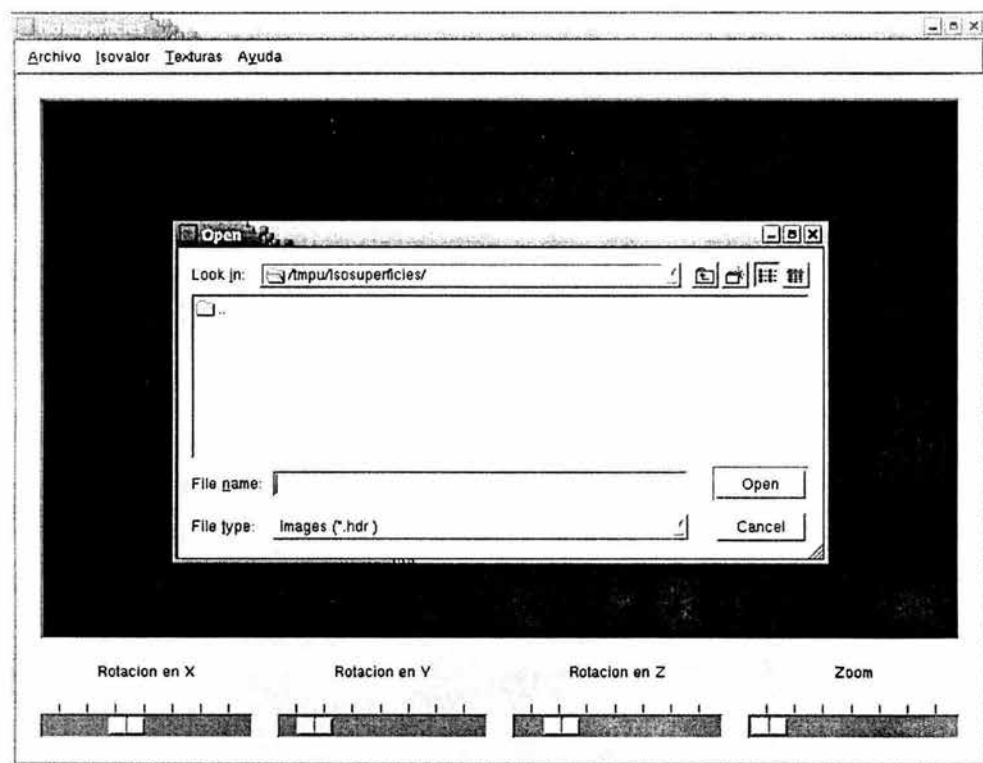 Archivo Isovalor Texturas Ayuda
Open
Look in: /tmpu/Isosuperficies/
..
File name:
Open
File type: Images (*.hdr )
Cancel
Rotacion en X Rotacion en Y Rotacion en Z Zoom